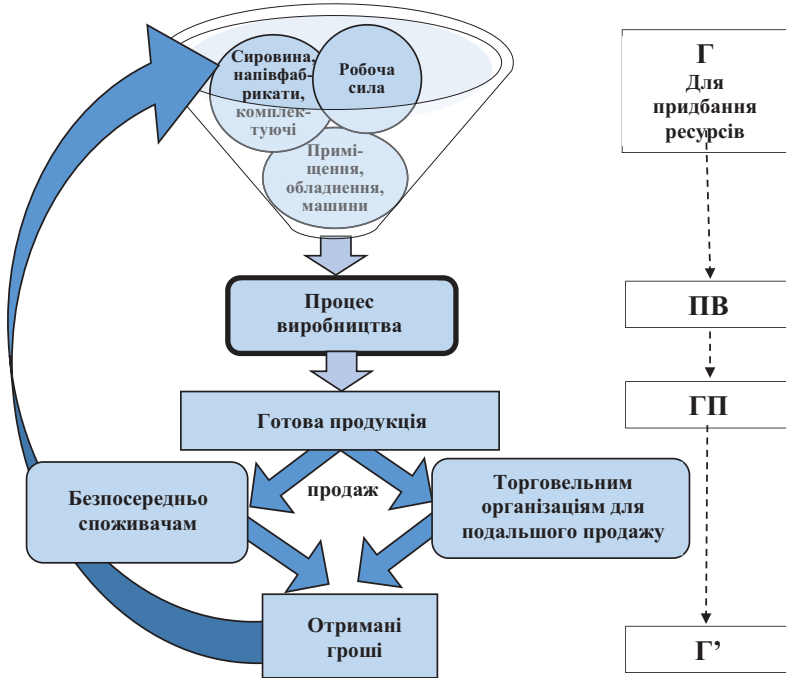 Сировина,
напівфаб-
рикати,
комплек-
туючі
Робоча
сила
Примі-
щення,
обладнення,
машини
Процес
виробництва
Готова продукція
продаж
Безпосередньо
споживачам
Торговельним
організаціям для
подальшого продажу
Отримані
гроші
Г
Для
придбання
ресурсів
ПВ
ГП
Г’